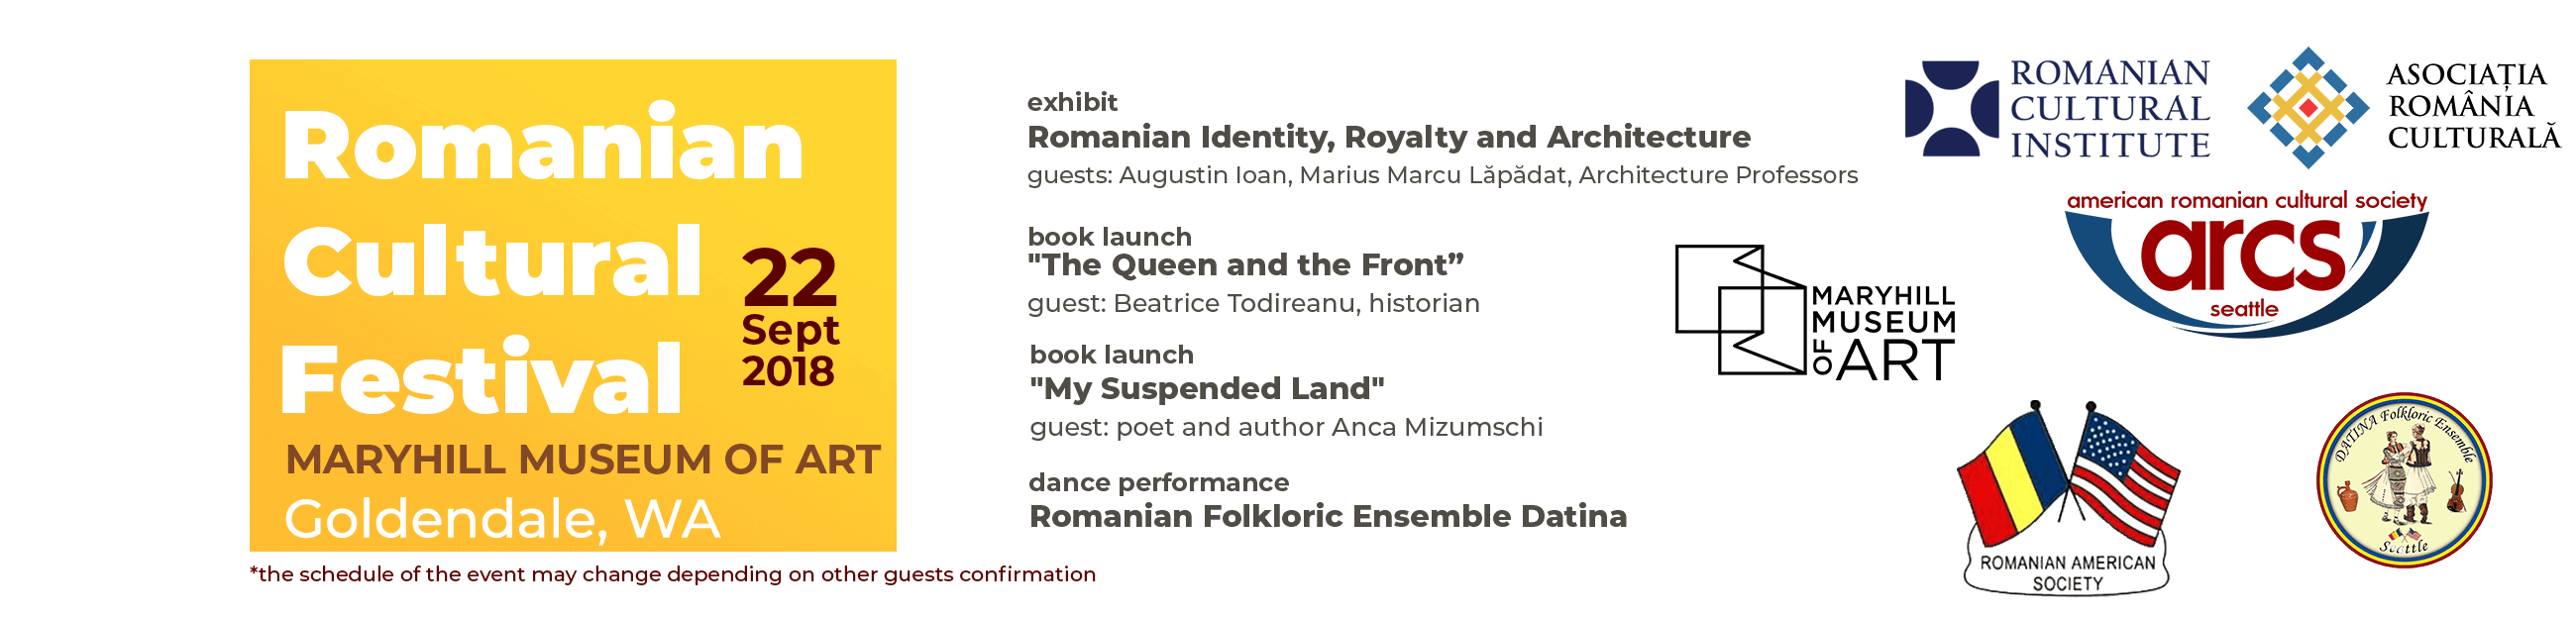 Romanian
Cultural
Festival
22
Sept
2018
MARYHILL MUSEUM OF ART
Goldendale, WA
*the schedule of the event may change depending on other guests confirmation
exhibit
Romanian Identity, Royalty and Architecture
guests: Augustin Ioan, Marius Marcu Lăpădat, Architecture Professors
book launch
"The Queen and the Front”
guest: Beatrice Todireanu, historian
book launch
"My Suspended Land"
guest: poet and author Anca Mizumschi
dance performance
Romanian Folkloric Ensemble Datina
ROMANIAN
CULTURAL
INSTITUTE
ASOCIAȚIA
ROMÂNIA
CULTURALĂ
american romanian cultural society
arcs
seattle
MARYHILL
MUSEUM
OF ART
ROMANIAN AMERICAN
SOCIETY
DATINA Folkloric Ensemble
Seattle